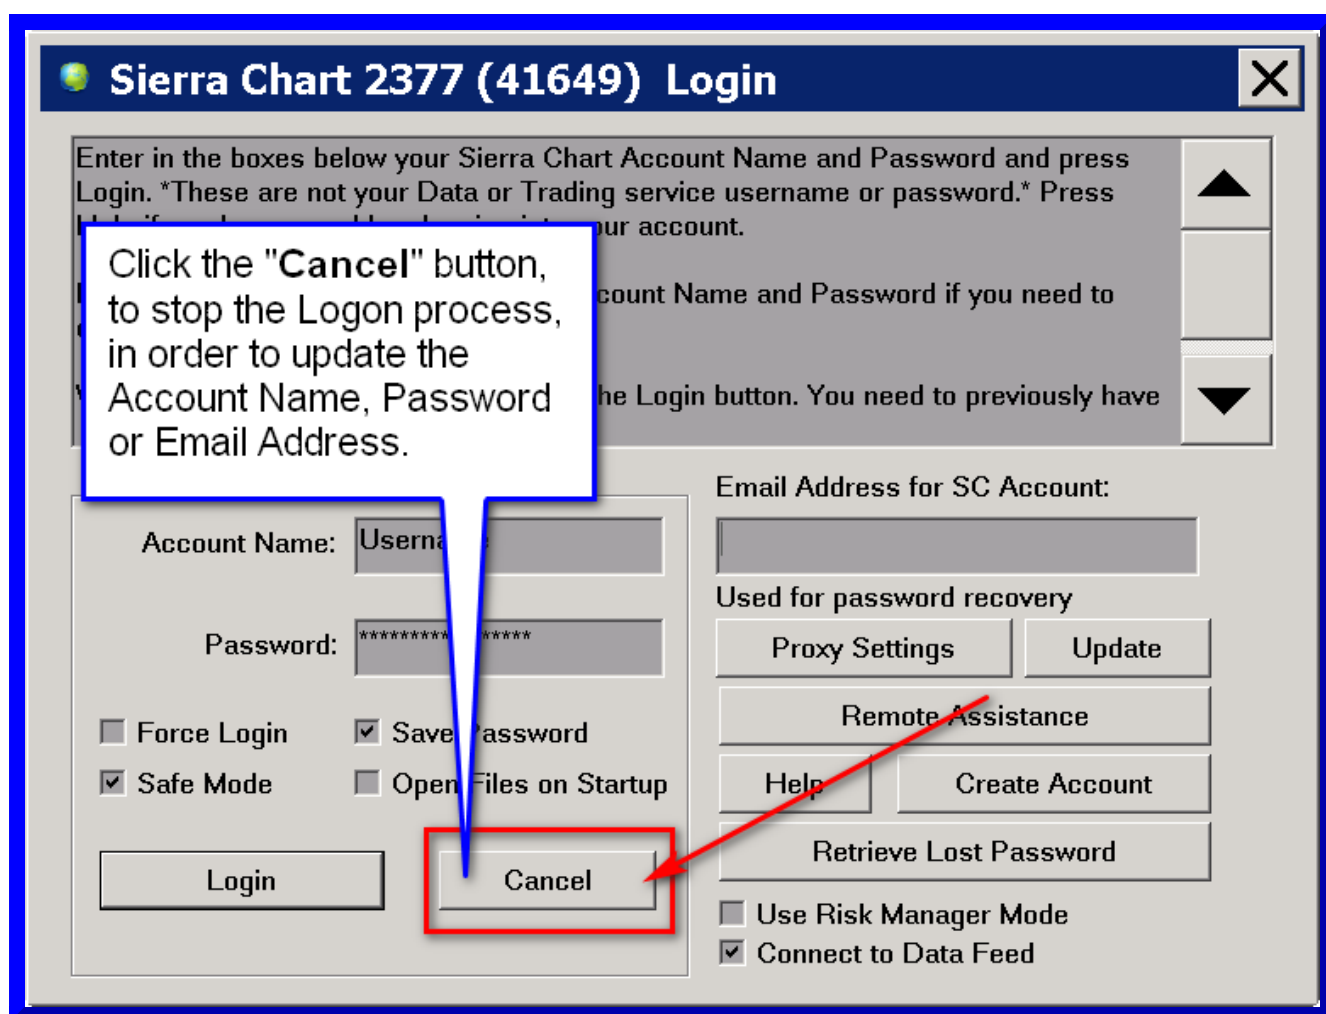 Sierra Chart 2377 (41649) Login
Enter in the boxes below your Sierra Chart Account Name and Password and press
Login. *These are not your Data or Trading service username or password.* Press
account.
Name and Password if you need to
Login button. You need to previously have
Click the "Cancel" button,
to stop the Logon process,
in order to update the
Account Name, Password
or Email Address.
Email Address for SC Account:
Account Name:
Used for password recovery
Password: ****************
Proxy Settings Update
Remote Assistance
Force Login Save Password
Safe Mode Open Files on Startup
Help Create Account
Retrieve Lost Password
Login Cancel
Use Risk Manager Mode
Connect to Data Feed